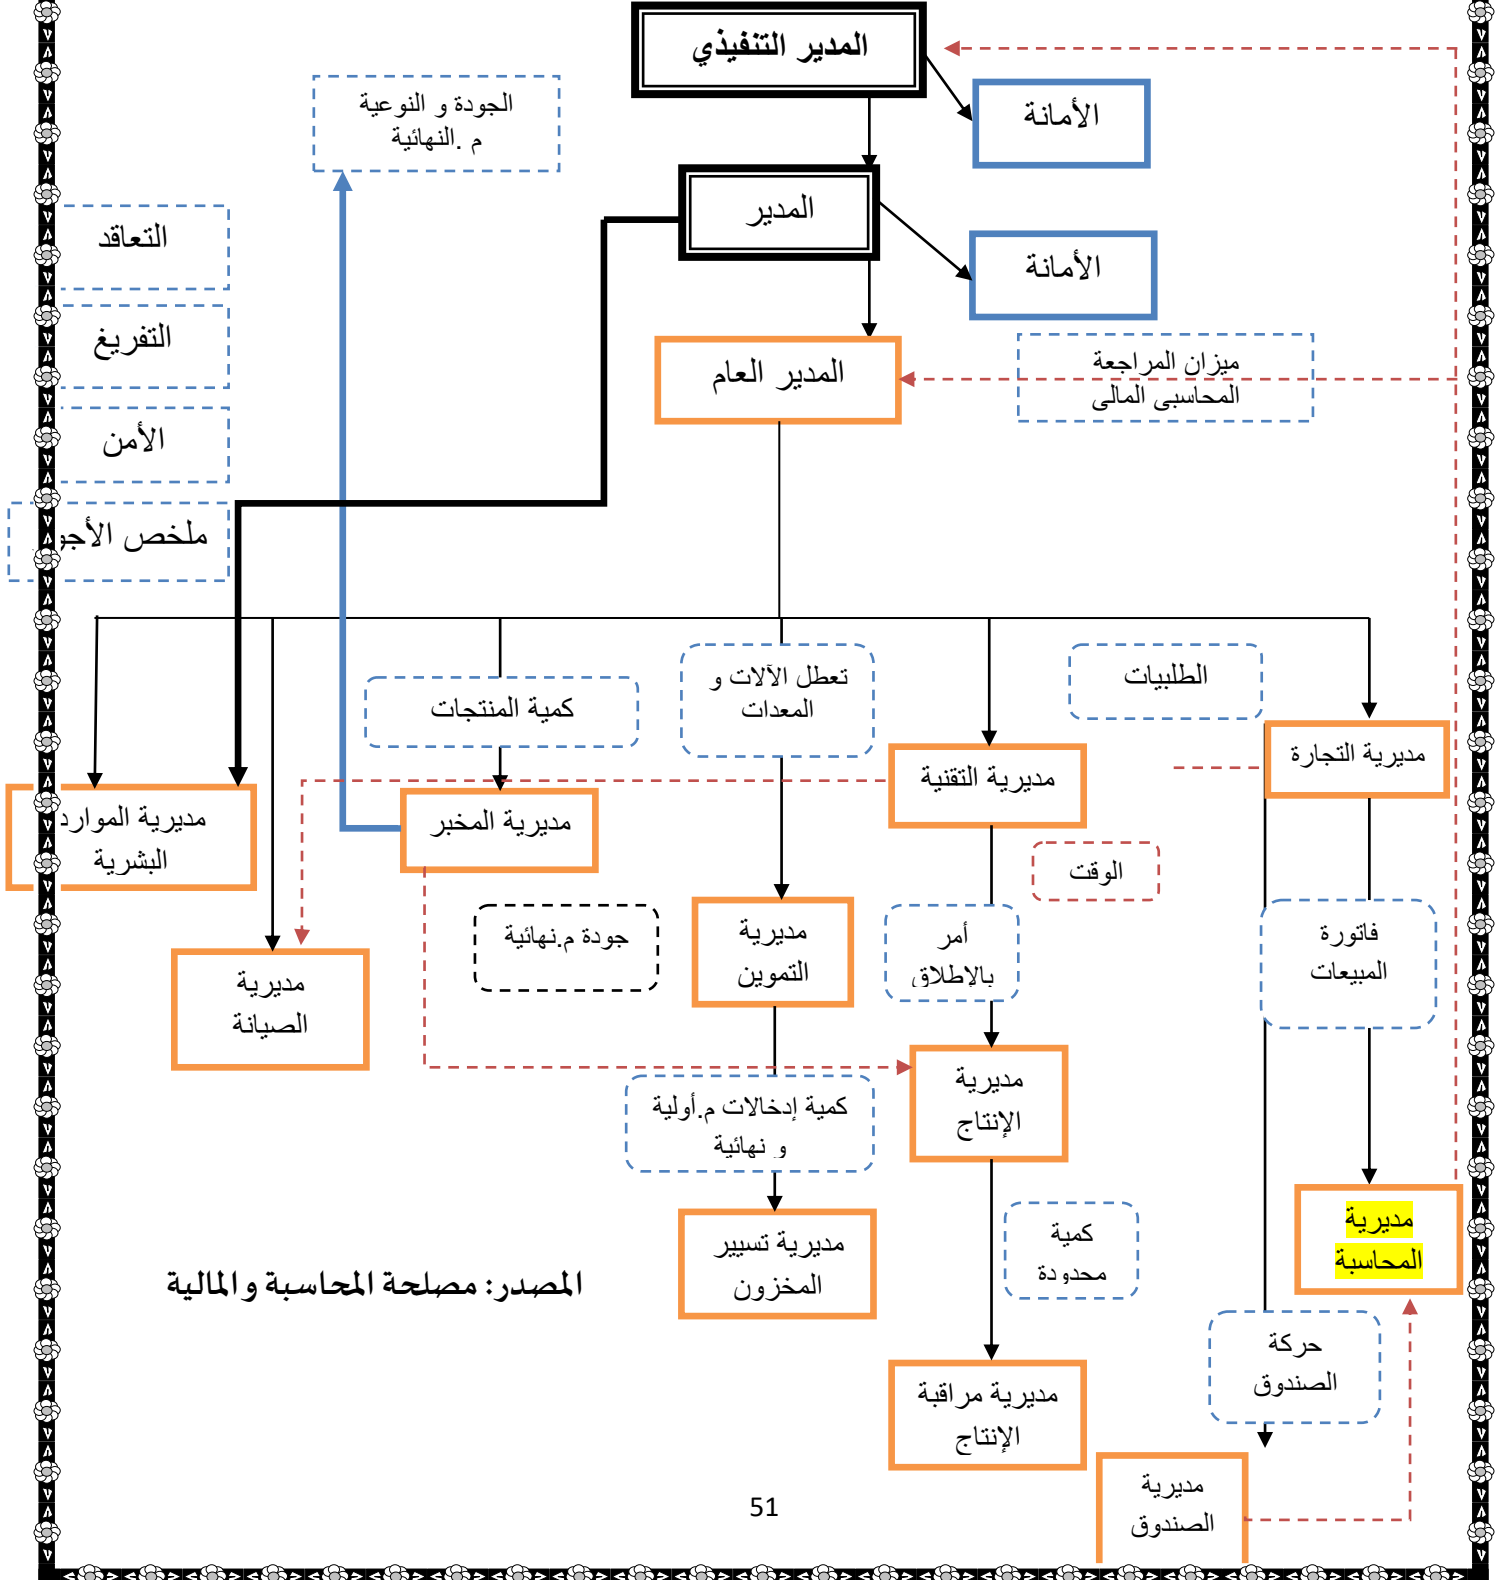 المدير التنفيذي
الأمانة
الجودة و النوعية
م .النهائية
المدير
الأمانة
التعاقد
التفريغ
الأمن
ملخص الأجو
ميزان المراجعة
المحاسبي المالي
المدير العام
الطلبيات
تعطل الآلات و
المعدات
كمية المنتجات
مديرية التجارة
مديرية التقنية
مديرية المخبر
مديرية الموارد
البشرية
الوقت
فاتورة
المبيعات
أمر
بالإطلاق
مديرية
التموين
جودة م.نهائية
مديرية
الصيانة
مديرية
الإنتاج
كمية إدخالات م.أولية
و نهائية
مديرية
المحاسبة
كمية
محدودة
مديرية تسيير
المخزون
المصدر: مصلحة المحاسبة و المالية
حركة
الصندوق
مديرية مراقبة
الإنتاج
مديرية
الصندوق
51